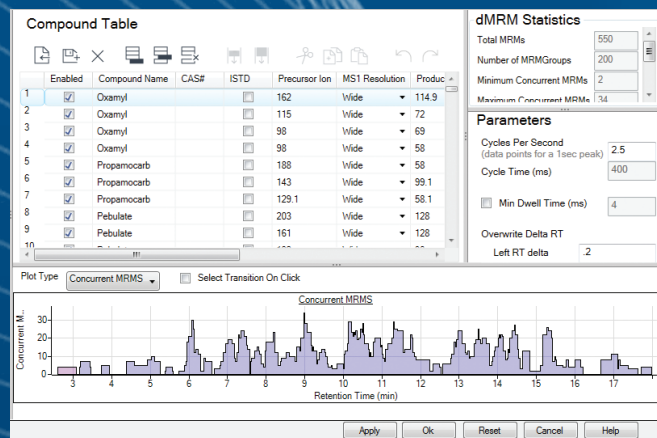 Compound Table
Enabled Compound Name CAS# ISTD Precursor Ion MS1 Resolution Produc
1 Oxamyl 162 Wide 114.9
2 Oxamyl 115 Wide 72
3 Oxamyl 98 Wide 69
4 Oxamyl 98 Wide 58
5 Propamocarb 188 Wide 58
6 Propamocarb 143 Wide 99.1
7 Propamocarb 129.1 Wide 58.1
8 Pebulate 203 Wide 128
9 Pebulate 161 Wide 128
10
dMRM Statistics
Total MRMs 550
Number of MRMGroups 200
Minimum Concurrent MRMs 2
Maximum Concurrent MRMs 34
Parameters
Cycles Per Second 2.5
(data points for a 1sec peak)
Cycle Time (ms) 400
Min Dwell Time (ms) 4
Overwrite Delta RT
Left RT delta .2
Plot Type Concurrent MRMS Select Transition On Click
Concurrent MRMS
Concurrent M...
30
20
10
0
3 4 5 6 7 8 9 10 11 12 13 14 15 16 17
Retention Time (min)
Apply Ok Reset Cancel Help